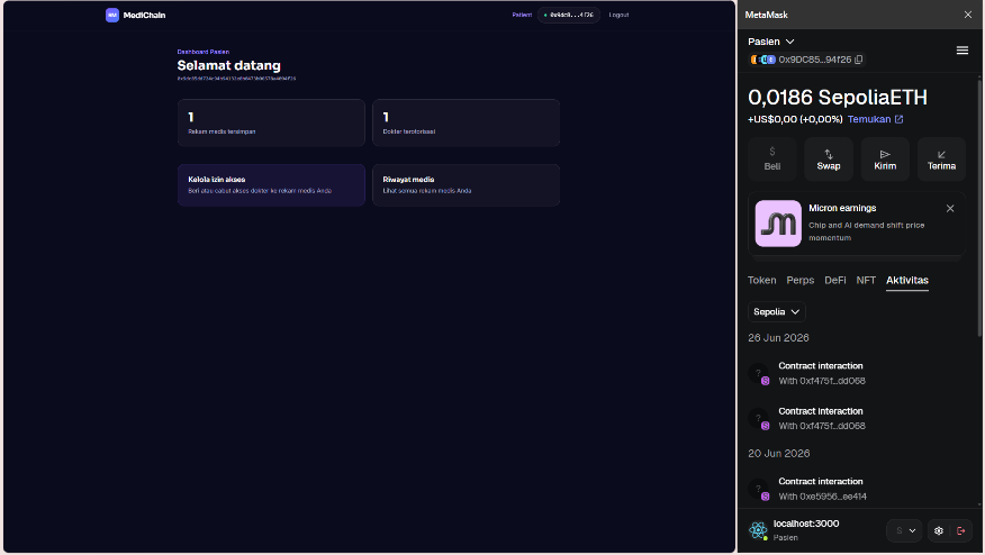 MC MediChain
Patient
0x9dc8...4f26
Logout
Dashboard Pasien
Selamat datang
1
Rekam medis tersimpan
1
Dokter terotorisasi
Kelola izin akses
Beri atau cabut akses dokter ke rekam medis Anda
Riwayat medis
Lihat semua rekam medis Anda
MetaMask
Pasien
0x9DC85...94f26
0,0186 SepoliaETH
+US$0,00 (+0,00%) Temukan
$
Beli
Swap
Kirim
Terima
Micron earnings
Chip and AI demand shift price
momentum
Token Perps DeFi NFT Aktivitas
Sepolia
26 Jun 2026
?
Contract interaction
With 0xf475f...dd068
?
Contract interaction
With 0xf475f...dd068
20 Jun 2026
?
Contract interaction
With 0xe5956...ee414
localhost:3000
Pasien
S